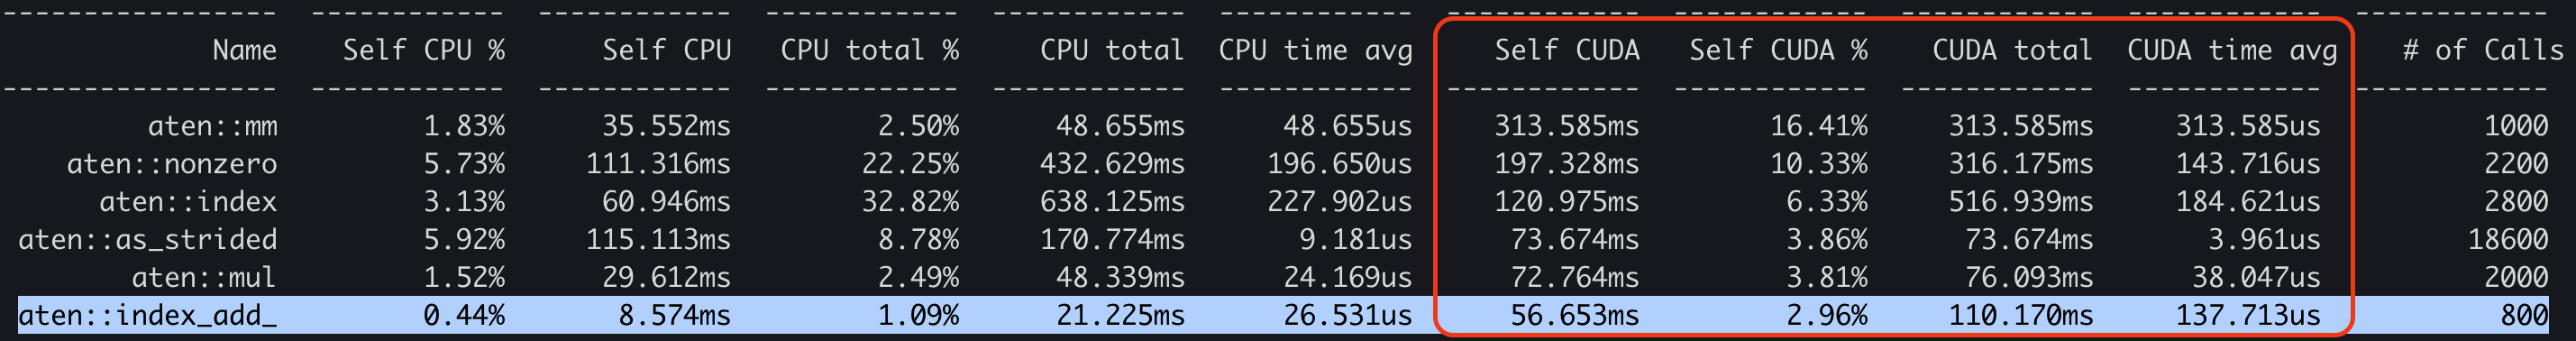 Name Self CPU % Self CPU CPU total % CPU total CPU time avg Self CUDA Self CUDA % CUDA total CUDA time avg # of Calls
aten::mm 1.83% 35.552ms 2.50% 48.655ms 48.655us 313.585ms 16.41% 313.585ms 313.585us 1000
aten::nonzero 5.73% 111.316ms 22.25% 432.629ms 196.650us 197.328ms 10.33% 316.175ms 143.716us 2200
aten::index 3.13% 60.946ms 32.82% 638.125ms 227.902us 120.975ms 6.33% 516.939ms 184.621us 2800
aten::as_strided 5.92% 115.113ms 8.78% 170.774ms 9.181us 73.674ms 3.86% 73.674ms 3.961us 18600
aten::mul 1.52% 29.612ms 2.49% 48.339ms 24.169us 72.764ms 3.81% 76.093ms 38.047us 2000
aten::index_add_ 0.44% 8.574ms 1.09% 21.225ms 26.531us 56.653ms 2.96% 110.170ms 137.713us 800